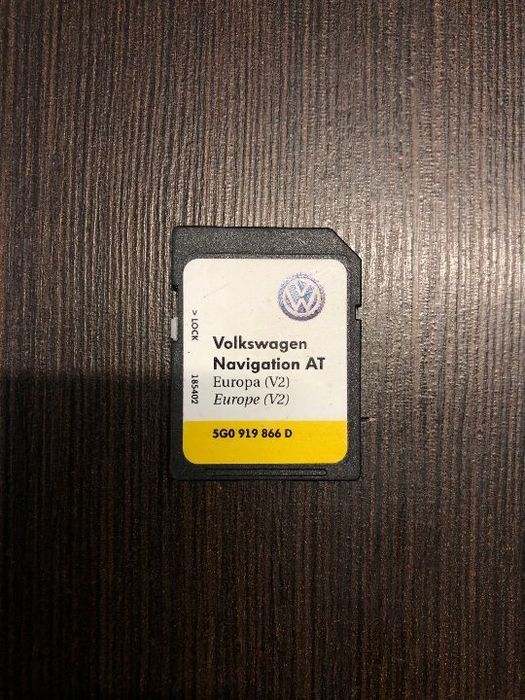 Volkswagen
Navigation AT
Europa (V2)
Europe (V2)
5G0 919 866 D
> LOCK
185402